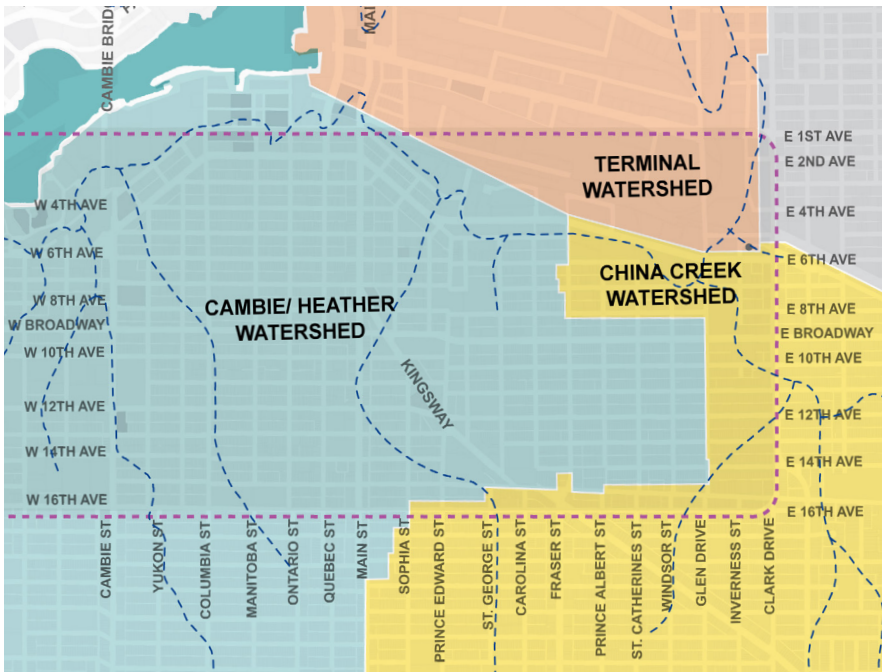 CAMBIE BRID
MAI
E 1ST AVE
E 2ND AVE
TERMINAL
WATERSHED
W 4TH AVE
E 4TH AVE
W 6TH AVE
E 6TH AVE
CHINA CREEK
WATERSHED
W 8TH AVE
E 8TH AVE
CAMBIE/ HEATHER
WATERSHED
W BROADWAY
E BROADWAY
W 10TH AVE
E 10TH AVE
KINGSWAY
W 12TH AVE
E 12TH AVE
W 14TH AVE
E 14TH AVE
W 16TH AVE
E 16TH AVE
CAMBIE ST
YUKON ST
COLUMBIA ST
MANITOBA ST
ONTARIO ST
QUEBEC ST
MAIN ST
SOPHIA ST
PRINCE EDWARD ST
ST. GEORGE ST
CAROLINA ST
FRASER ST
PRINCE ALBERT ST
ST. CATHERINES ST
WINDSOR ST
GLEN DRIVE
INVERNESS ST
CLARK DRIVE